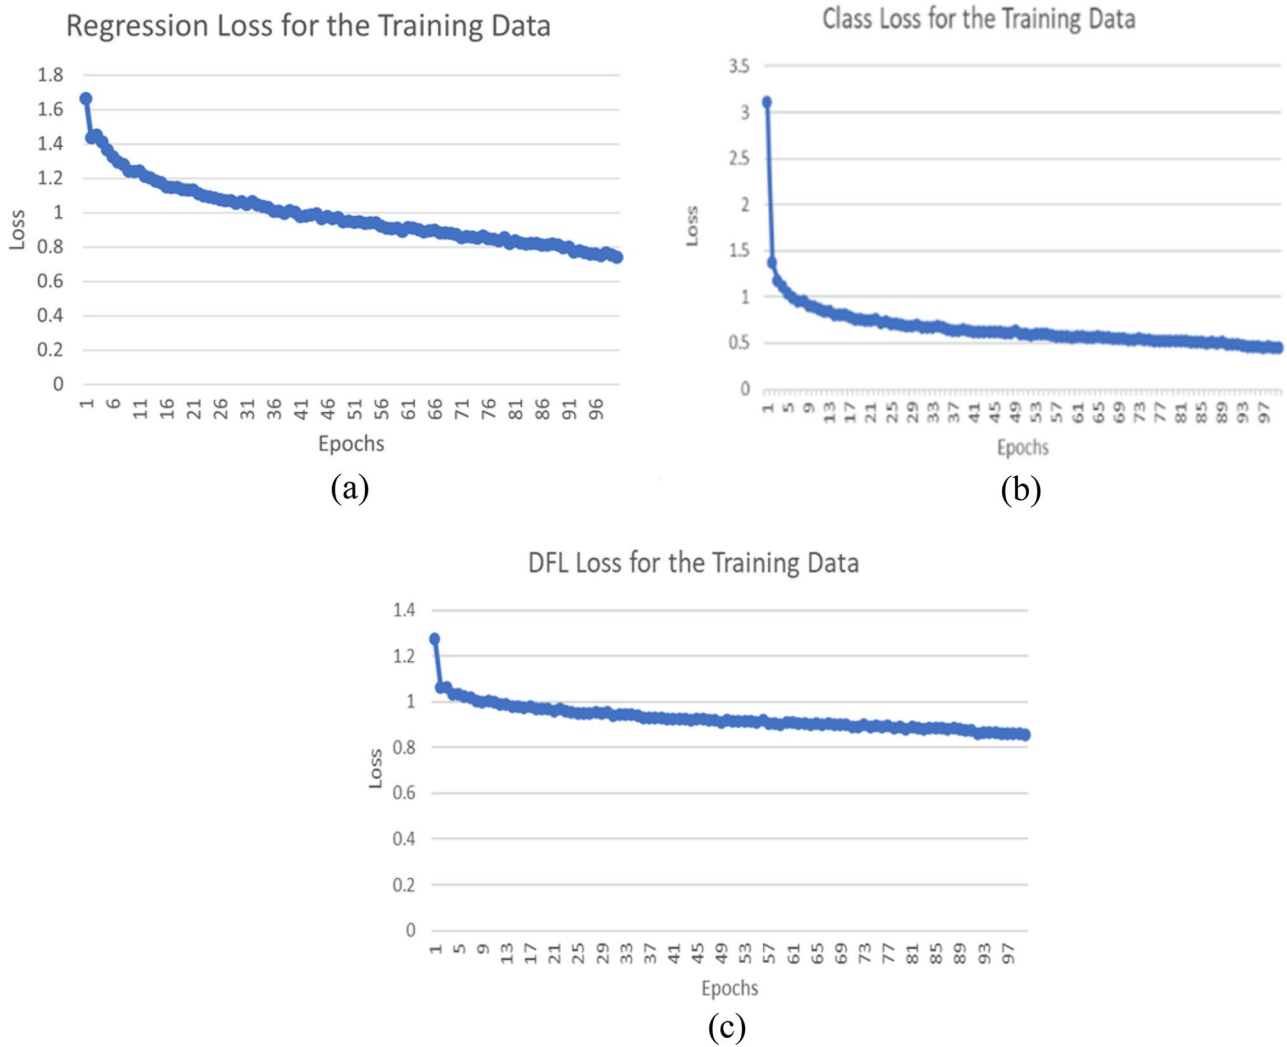 Regression Loss for the Training Data
1.8
1.6
1.4
1.2
1
0.8
0.6
0.4
0.2
0
Loss
1 6 11 16 21 26 31 36 41 46 51 56 61 66 71 76 81 86 91 96
Epochs
(a)
Class Loss for the Training Data
3.5
3
2.5
2
1.5
1
0.5
0
Loss
1 5 9 13 17 21 25 29 33 37 41 45 49 53 57 61 65 69 73 77 81 85 89 93 97
Epochs
(b)
DFL Loss for the Training Data
1.4
1.2
1
0.8
0.6
0.4
0.2
0
Loss
1 5 9 13 17 21 25 29 33 37 41 45 49 53 57 61 65 69 73 77 81 85 89 93 97
Epochs
(c)